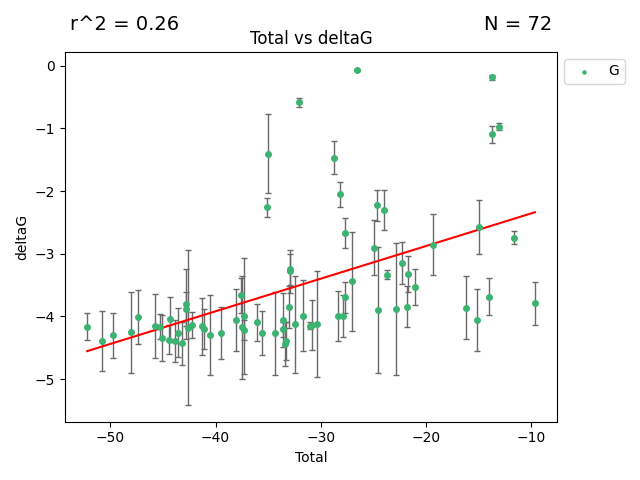 r^2 = 0.26
N = 72
Total vs deltaG
G
0
−1
−2
−3
−4
−5
deltaG
−50
−40
−30
−20
−10
Total